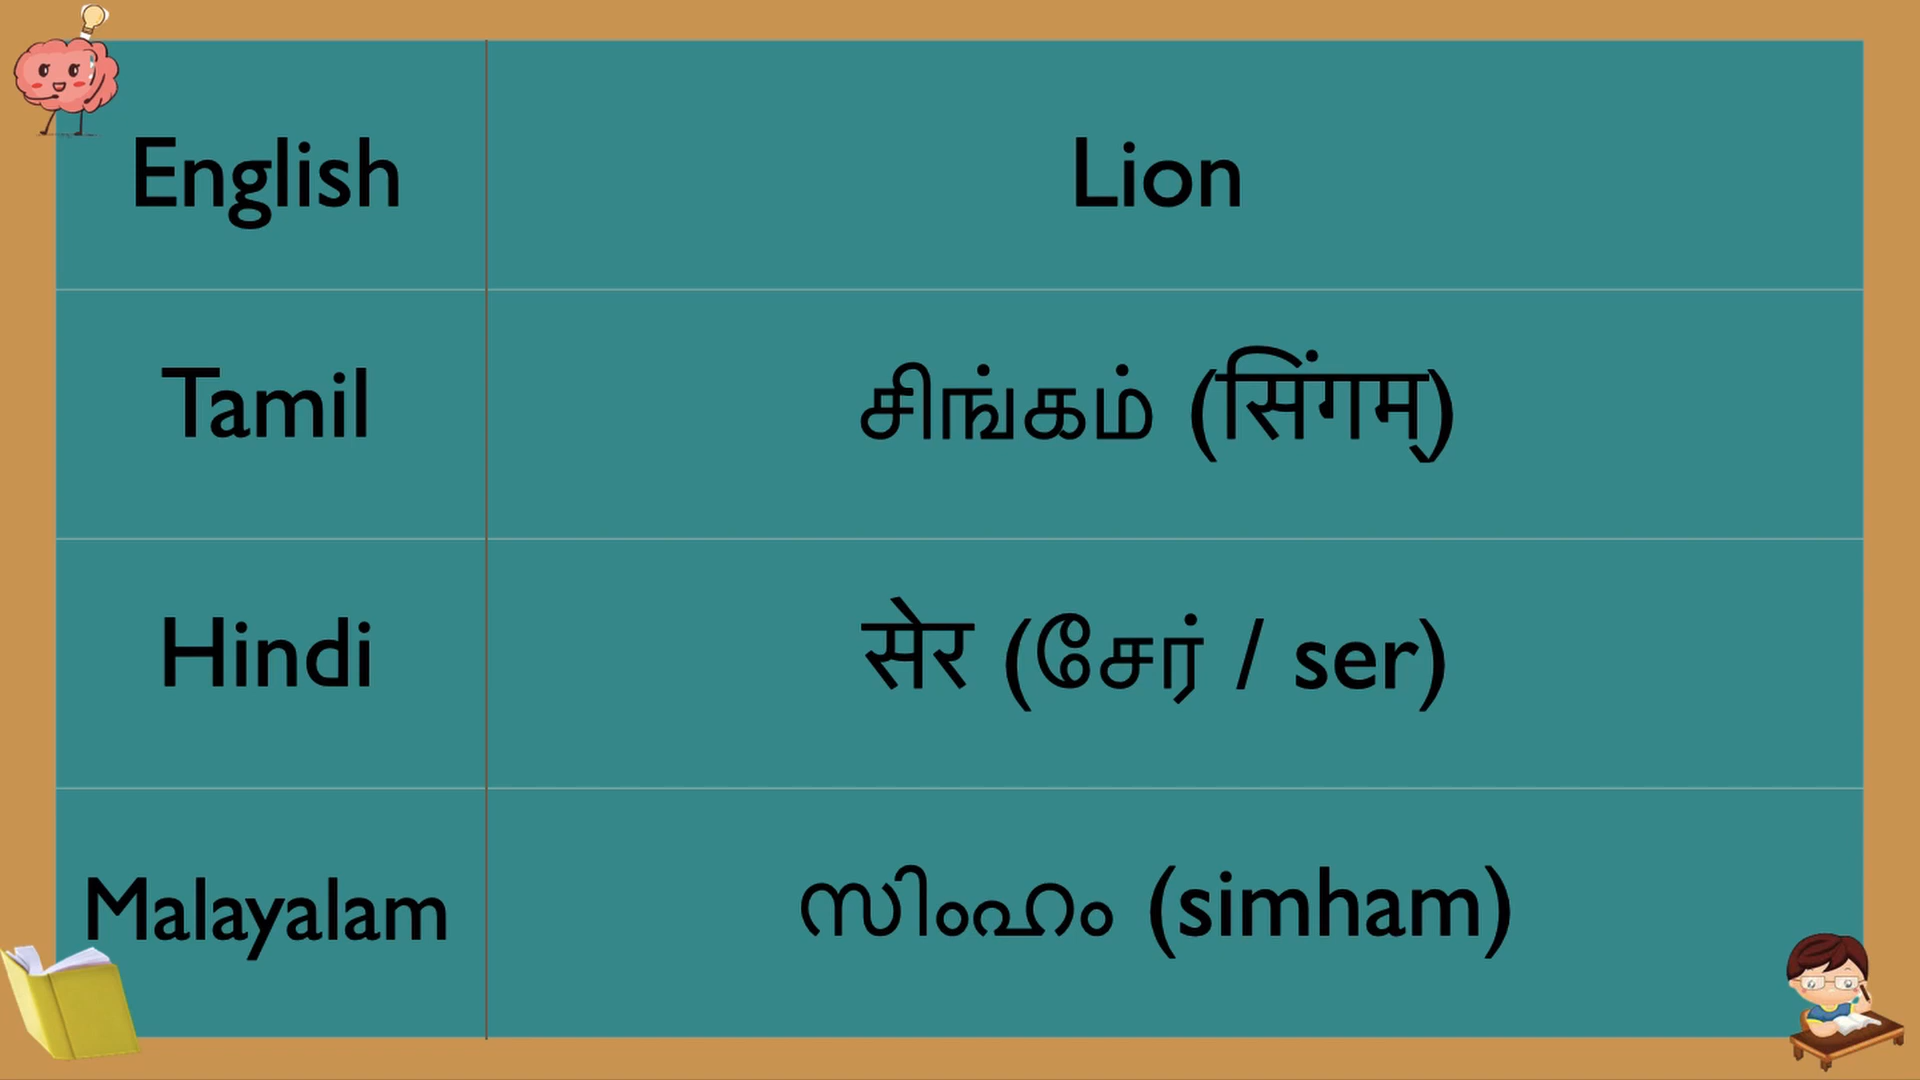 English Lion
Tamil சிங்கம் (सिंगम्)
Hindi सेर (சேர் / ser)
Malayalam സിംഹം (simham)